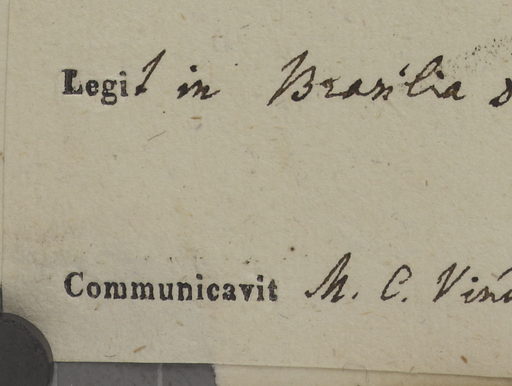 Legit in Brasilia
Communicavit M. C.